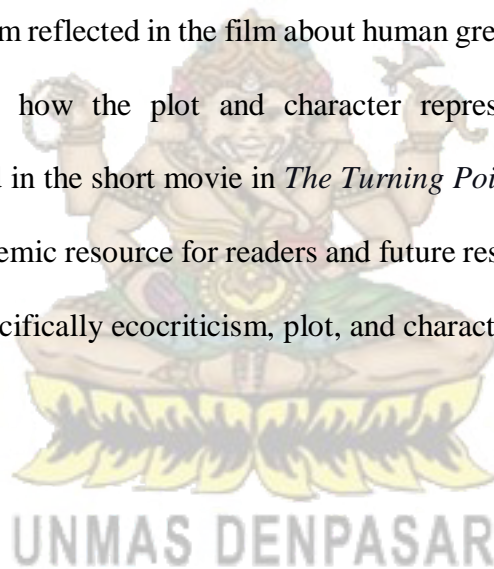 m reflected in the film about human gre
how the plot and character repres
in the short movie in The Turning Poi
emic resource for readers and future res
cifically ecocriticism, plot, and charact
UNMAS DENPASAR